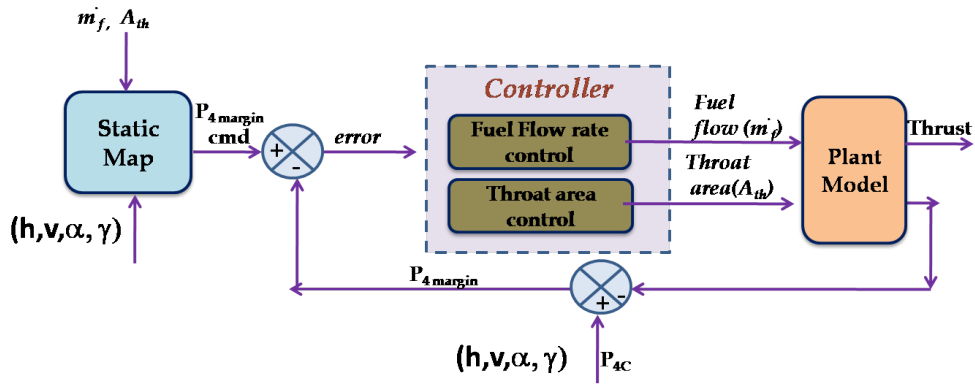 ṁf, Ath
Static
Map
P4 margin
cmd
+
-
error
(h,v,α, γ)
Controller
Fuel Flow rate
control
Throat area
control
Fuel
flow (ṁf)
Throat
area(Ath)
Plant
Model
Thrust
P4 margin
+
-
(h,v,α, γ)
P4C